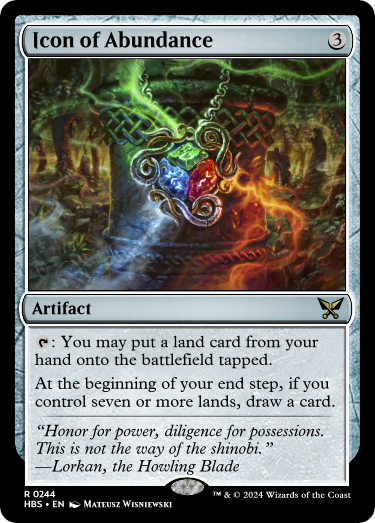 Icon of Abundance 3
Artifact
: You may put a land card from your
hand onto the battlefield tapped.
At the beginning of your end step, if you
control seven or more lands, draw a card.
“Honor for power, diligence for possessions.
This is not the way of the shinobi.”
—Lorkan, the Howling Blade
R 0244
HBS • EN Mateusz Wisniewski
™ & © 2024 Wizards of the Coast